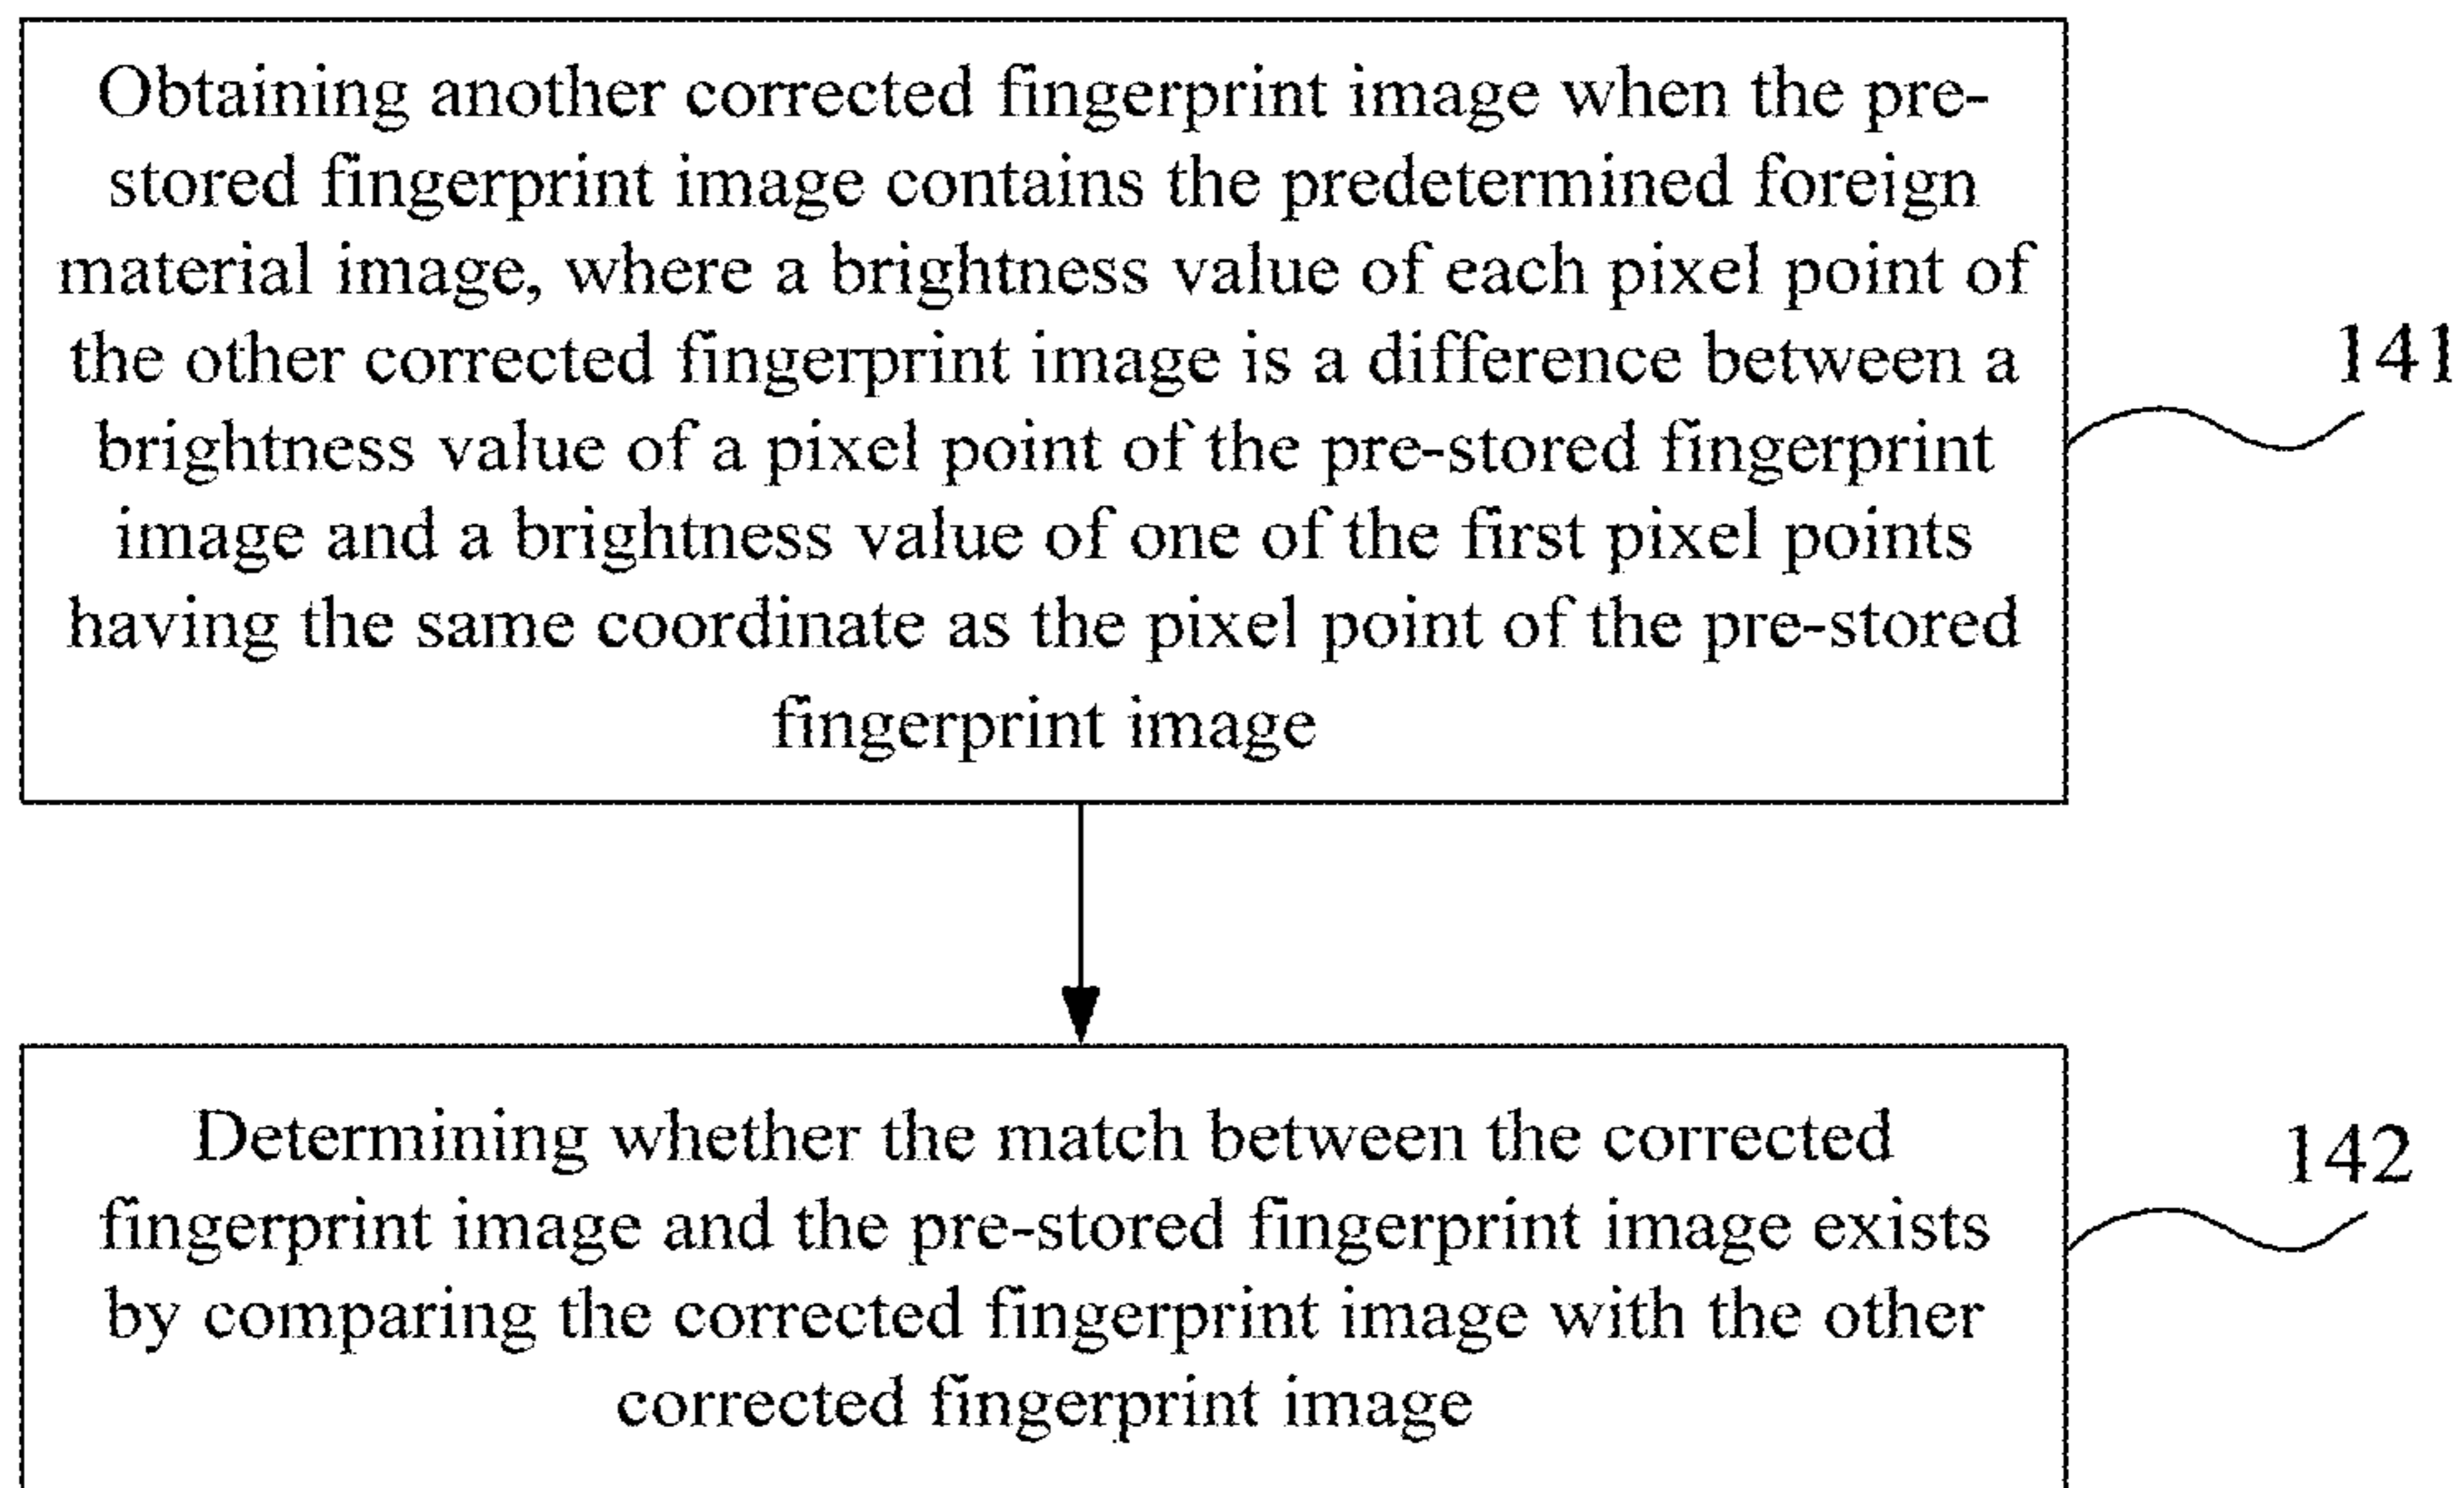 Obtaining another corrected fingerprint image when the pre-
stored fingerprint image contains the predetermined foreign
material image, where a brightness value of each pixel point of
the other corrected fingerprint image is a difference between a
brightness value of a pixel point of the pre-stored fingerprint
image and a brightness value of one of the first pixel points
having the same coordinate as the pixel point of the pre-stored
fingerprint image
141
Determining whether the match between the corrected
fingerprint image and the pre-stored fingerprint image exists
by comparing the corrected fingerprint image with the other
corrected fingerprint image
142